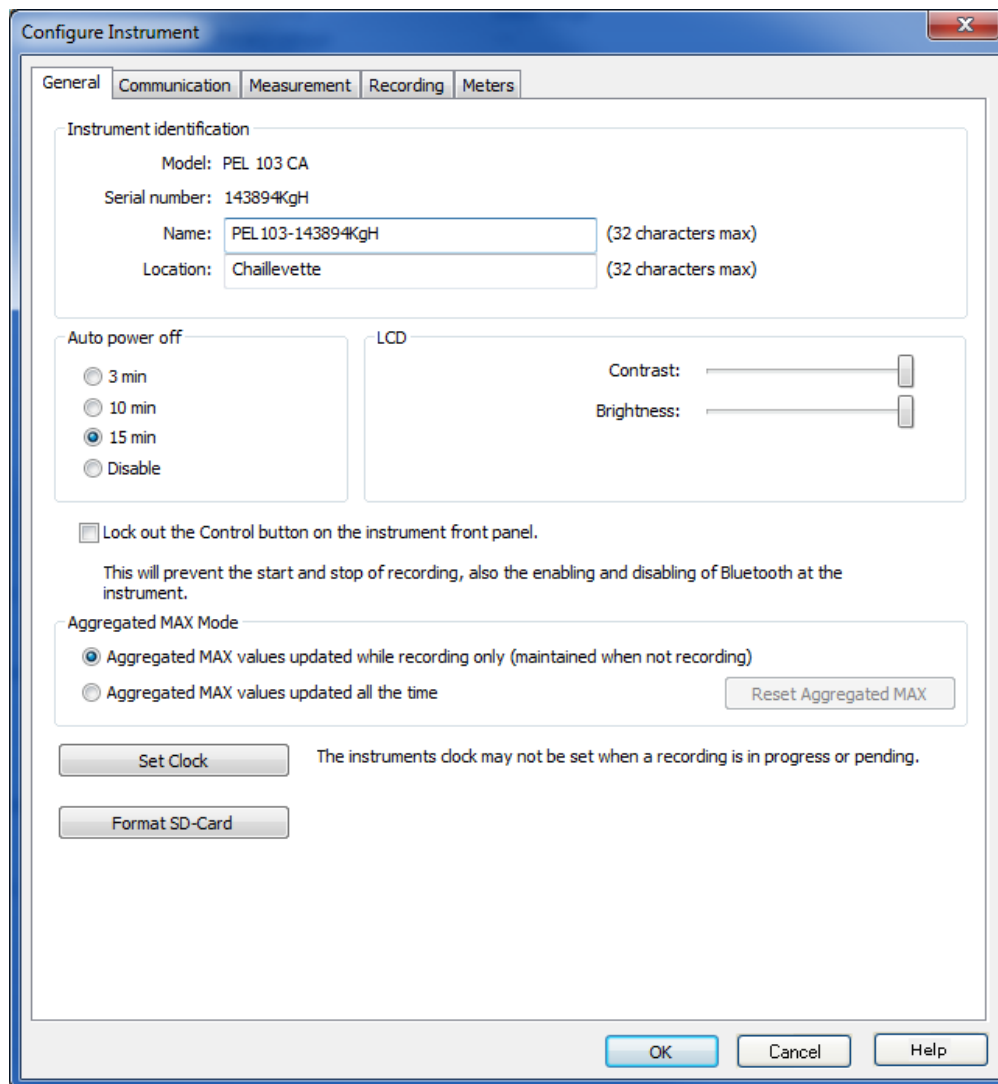 Configure Instrument
X
General Communication Measurement Recording Meters
Instrument identification
Model: PEL 103 CA
Serial number: 143894KgH
Name: PEL103-143894KgH (32 characters max)
Location: Chaillevette (32 characters max)
Auto power off
3 min
10 min
15 min
Disable
LCD
Contrast:
Brightness:
Lock out the Control button on the instrument front panel.
This will prevent the start and stop of recording, also the enabling and disabling of Bluetooth at the
instrument.
Aggregated MAX Mode
Aggregated MAX values updated while recording only (maintained when not recording)
Aggregated MAX values updated all the time
Reset Aggregated MAX
Set Clock
The instruments clock may not be set when a recording is in progress or pending.
Format SD-Card
OK Cancel Help